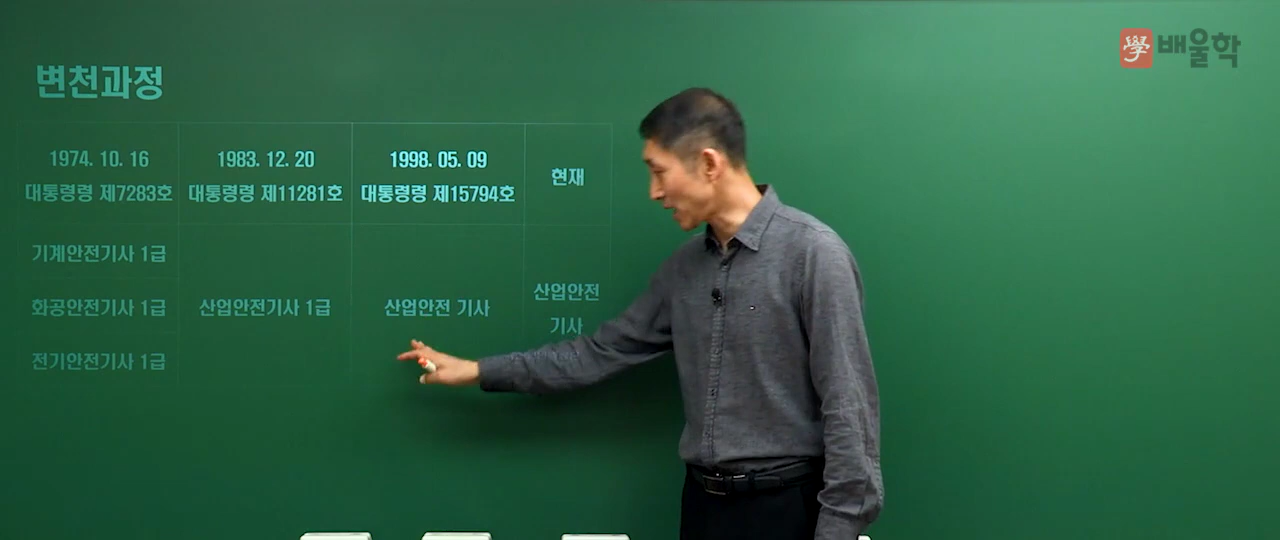 學 배울학
변천과정
1974. 10. 16
대통령령 제7283호
1983. 12. 20
대통령령 제11281호
1998. 05. 09
대통령령 제15794호
현재
기계안전기사 1급
화공안전기사 1급
전기안전기사 1급
산업안전기사 1급
산업안전 기사
산업안전
기사